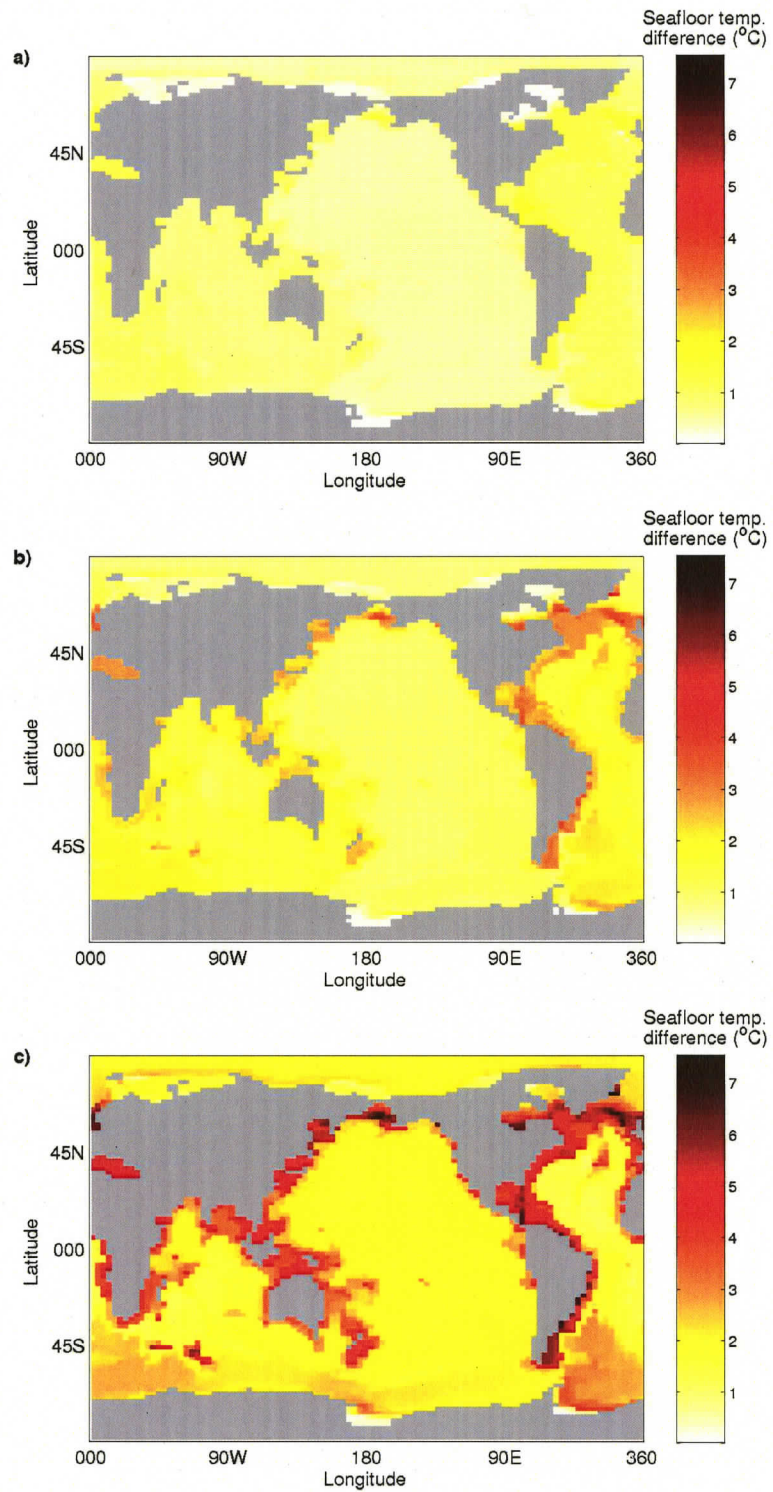 Seafloor temp.
difference (°C)
a)
7
6
5
4
3
2
1
45N
000
45S
Latitude
000
90W
180
90E
360
Longitude
Seafloor temp.
difference (°C)
b)
7
6
5
4
3
2
1
45N
000
45S
Latitude
000
90W
180
90E
360
Longitude
Seafloor temp.
difference (°C)
c)
7
6
5
4
3
2
1
45N
000
45S
Latitude
000
90W
180
90E
360
Longitude